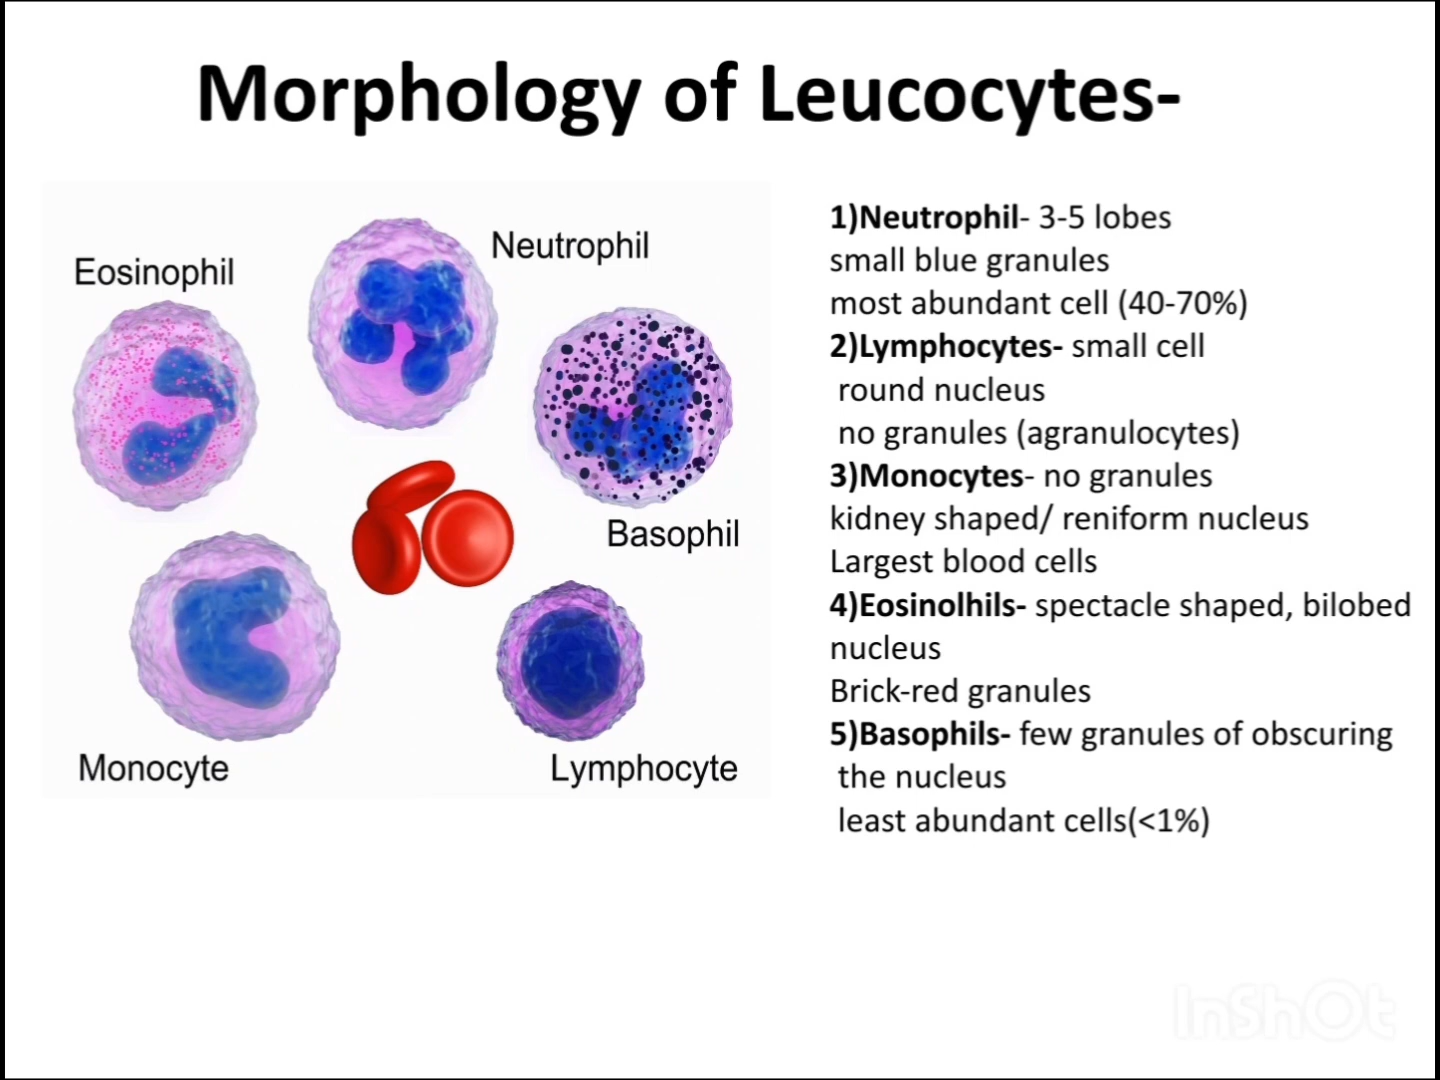 Morphology of Leucocytes-
Eosinophil
Neutrophil
Basophil
Monocyte
Lymphocyte
1)Neutrophil- 3-5 lobes
small blue granules
most abundant cell (40-70%)
2)Lymphocytes- small cell
round nucleus
no granules (agranulocytes)
3)Monocytes- no granules
kidney shaped/ reniform nucleus
Largest blood cells
4)Eosinolhils- spectacle shaped, bilobed
nucleus
Brick-red granules
5)Basophils- few granules of obscuring
the nucleus
least abundant cells(<1%)
InShOt